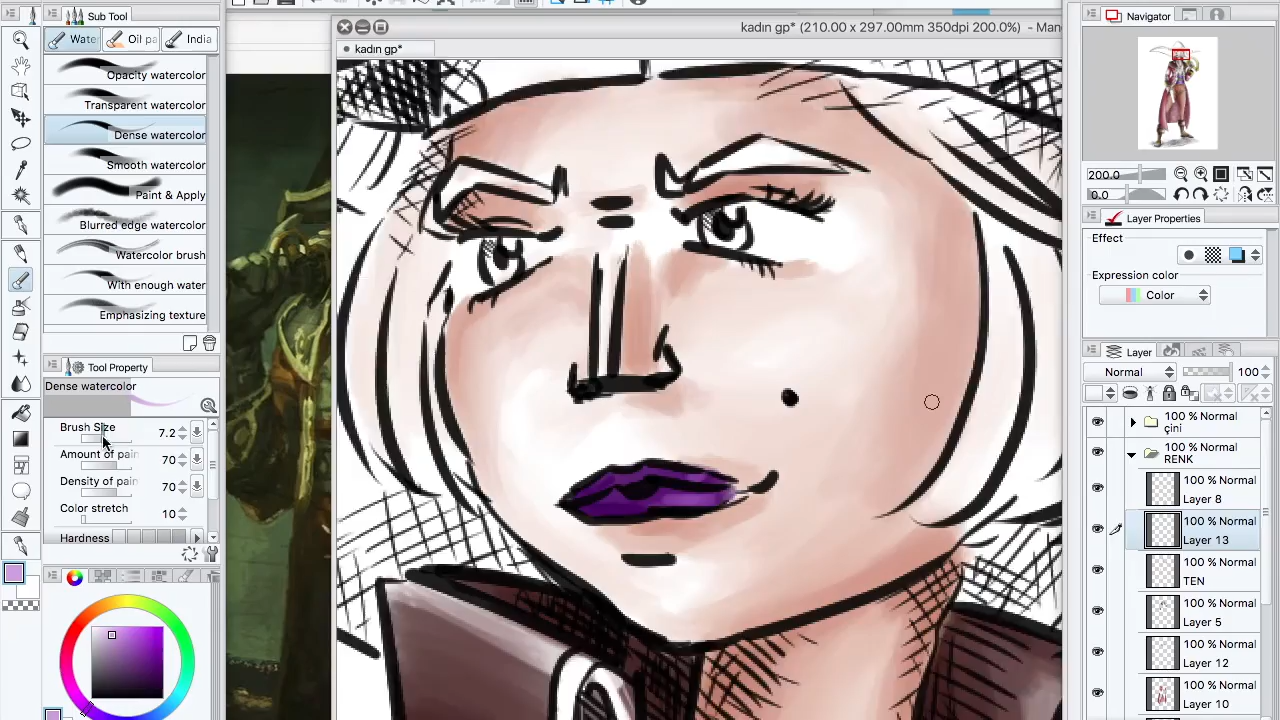 Sub Tool
Wate
Oil pa
India
Opacity watercolor
Transparent watercolor
Dense watercolor
Smooth watercolor
Paint & Apply
Blurred edge watercolor
Watercolor brush
With enough water
Emphasizing texture
Tool Property
Dense watercolor
Brush Size 7.2
Amount of pain 70
Density of pain 70
Color stretch 10
Hardness
kadın gp* (210.00 x 297.00mm 350dpi 200.0%) - Man
kadın gp*
Navigator
200.0
0.0
Layer Properties
Effect
Expression color
Color
Layer
Normal 100
100 % Normal
çini
100 % Normal
RENK
100 % Normal
Layer 8
100 % Normal
Layer 13
100 % Normal
TEN
100 % Normal
Layer 5
100 % Normal
Layer 12
100 % Normal
Layer 10